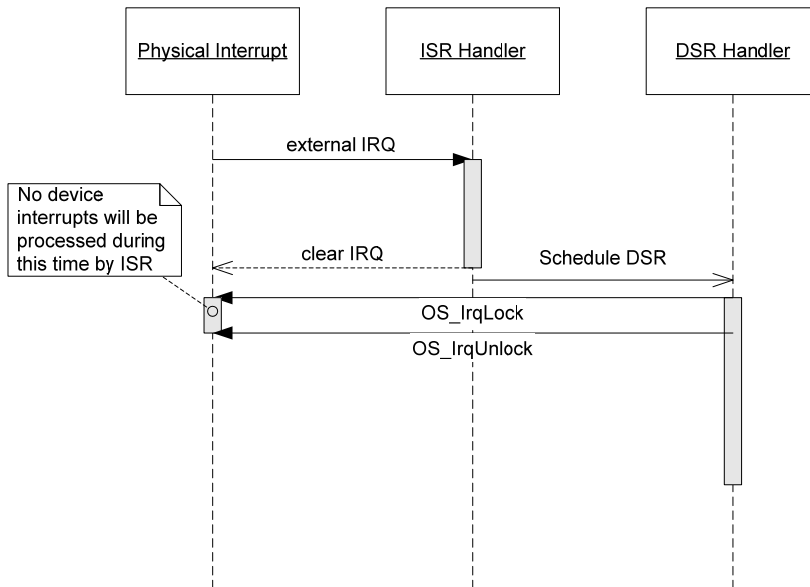 Physical Interrupt
ISR Handler
DSR Handler
external IRQ
No device
interrupts will be
processed during
this time by ISR
clear IRQ
Schedule DSR
OS_IrqLock
OS_IrqUnlock